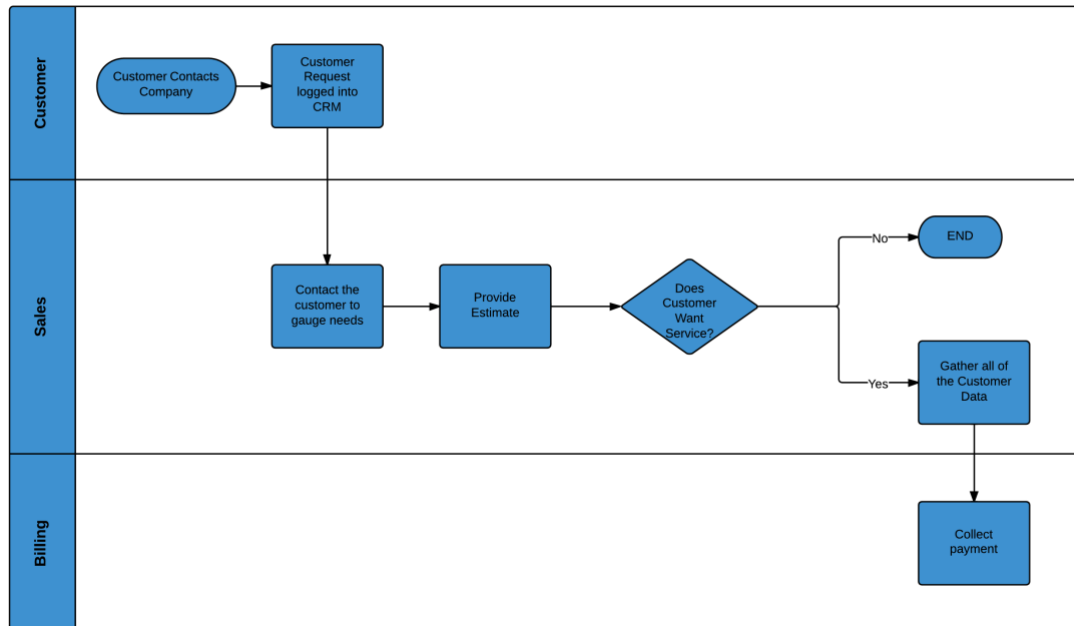 Customer
Customer Contacts
Company
Customer
Request
logged into
CRM
Sales
Contact the
customer to
gauge needs
Provide
Estimate
Does
Customer
Want
Service?
No
END
Yes
Gather all of
the Customer
Data
Billing
Collect
payment